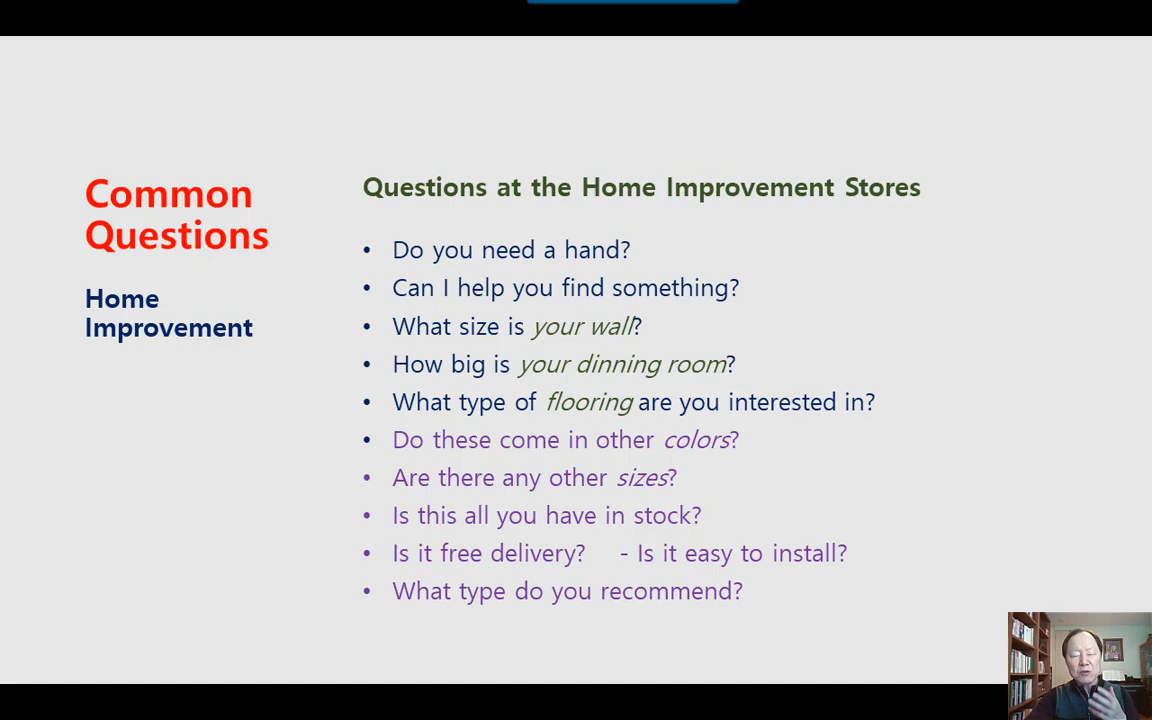 Common
Questions
Home
Improvement
Questions at the Home Improvement Stores
• Do you need a hand?
• Can I help you find something?
• What size is your wall?
• How big is your dinning room?
• What type of flooring are you interested in?
• Do these come in other colors?
• Are there any other sizes?
• Is this all you have in stock?
• Is it free delivery? - Is it easy to install?
• What type do you recommend?